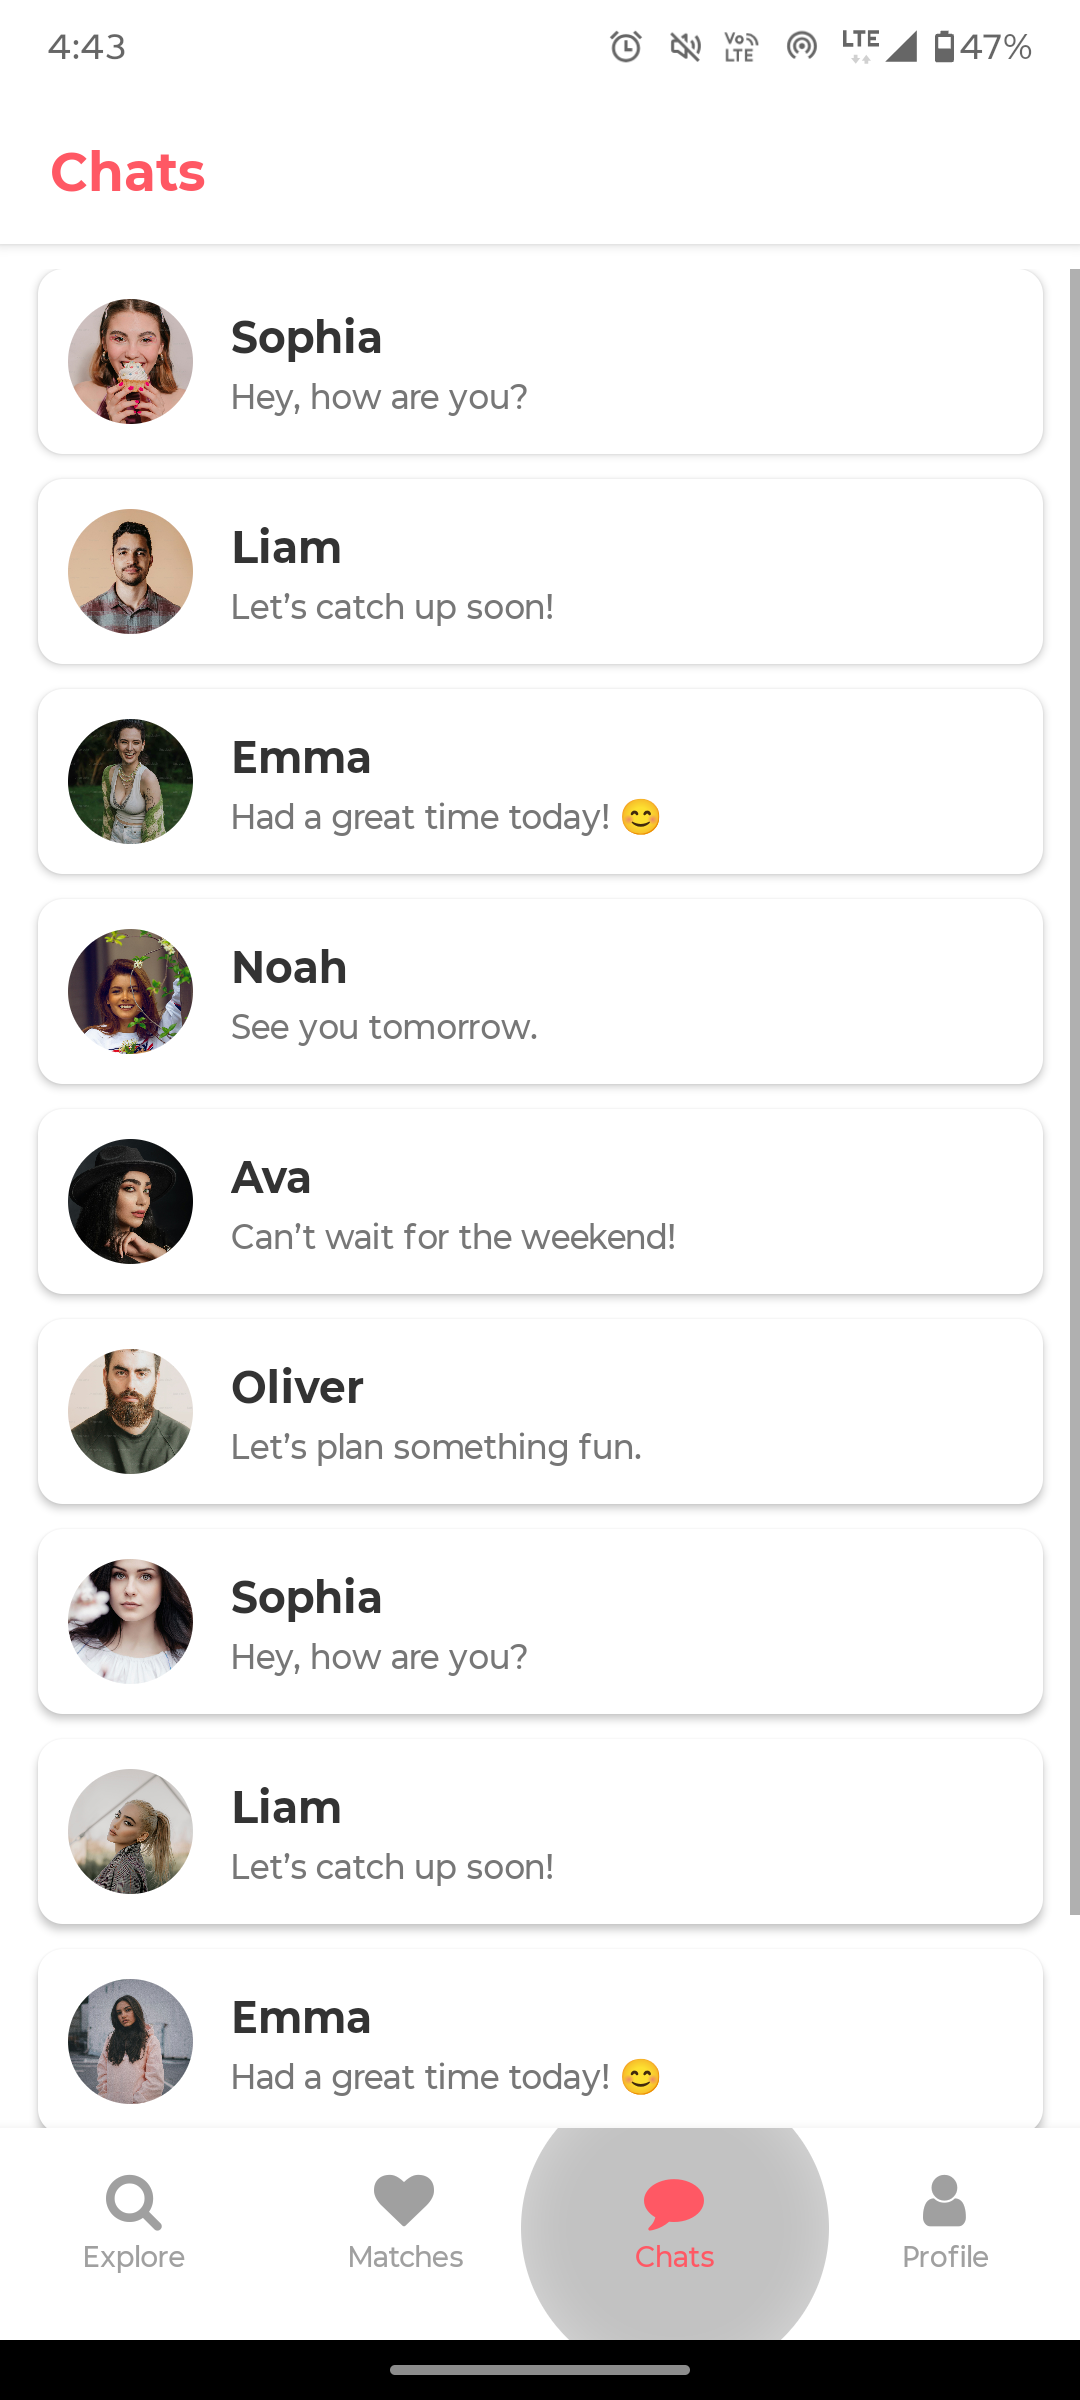 4:43
Vo
LTE
LTE
47%
Chats
Sophia
Hey, how are you?
Liam
Let’s catch up soon!
Emma
Had a great time today! 😊
Noah
See you tomorrow.
Ava
Can’t wait for the weekend!
Oliver
Let’s plan something fun.
Sophia
Hey, how are you?
Liam
Let’s catch up soon!
Emma
Had a great time today! 😊
Explore
Matches
Chats
Profile